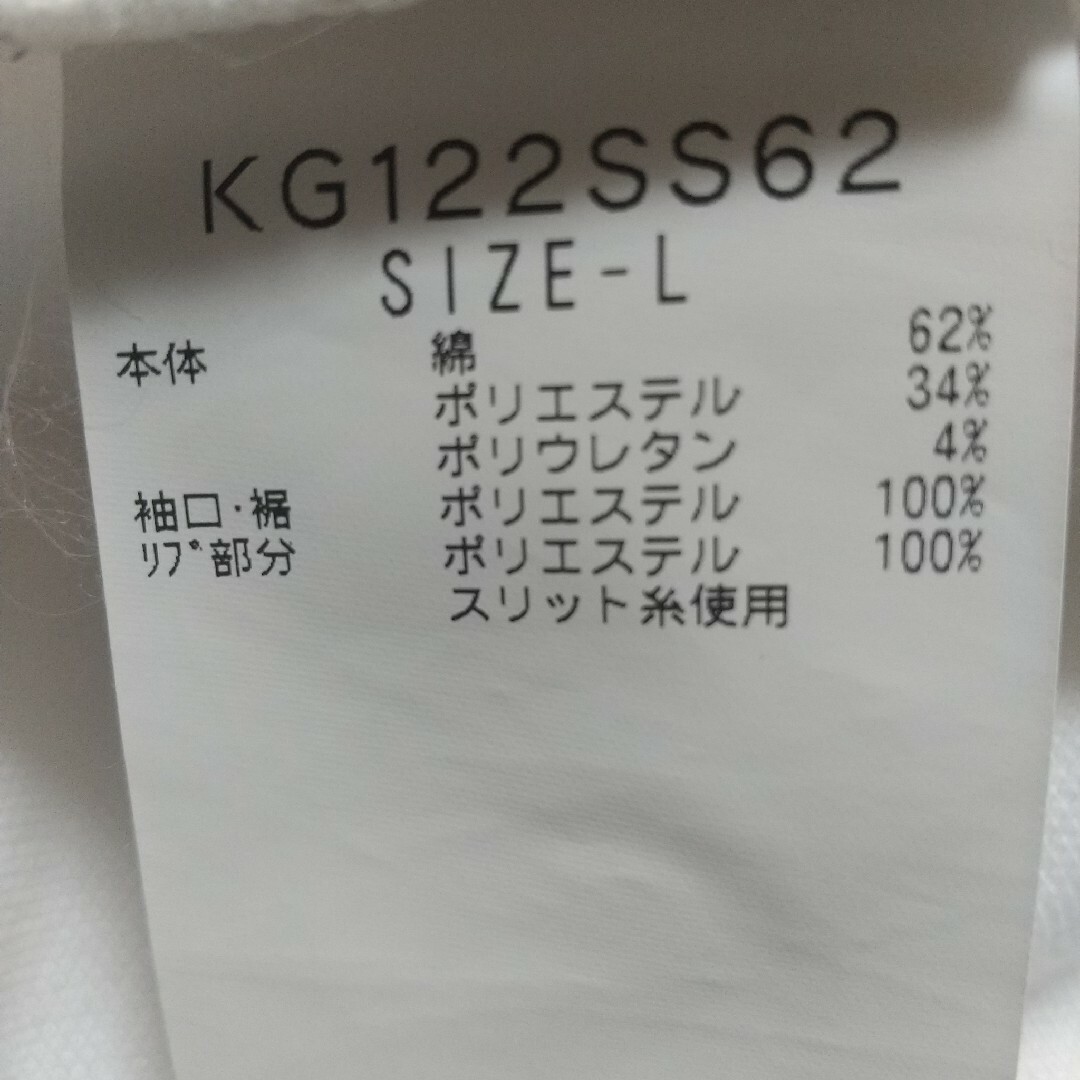 KG122SS62
SIZE-L
本体 綿 62%
ポリエステル 34%
ポリウレタン 4%
袖口・裾 ポリエステル 100%
ﾘﾌﾞ部分 ポリエステル 100%
スリット糸使用